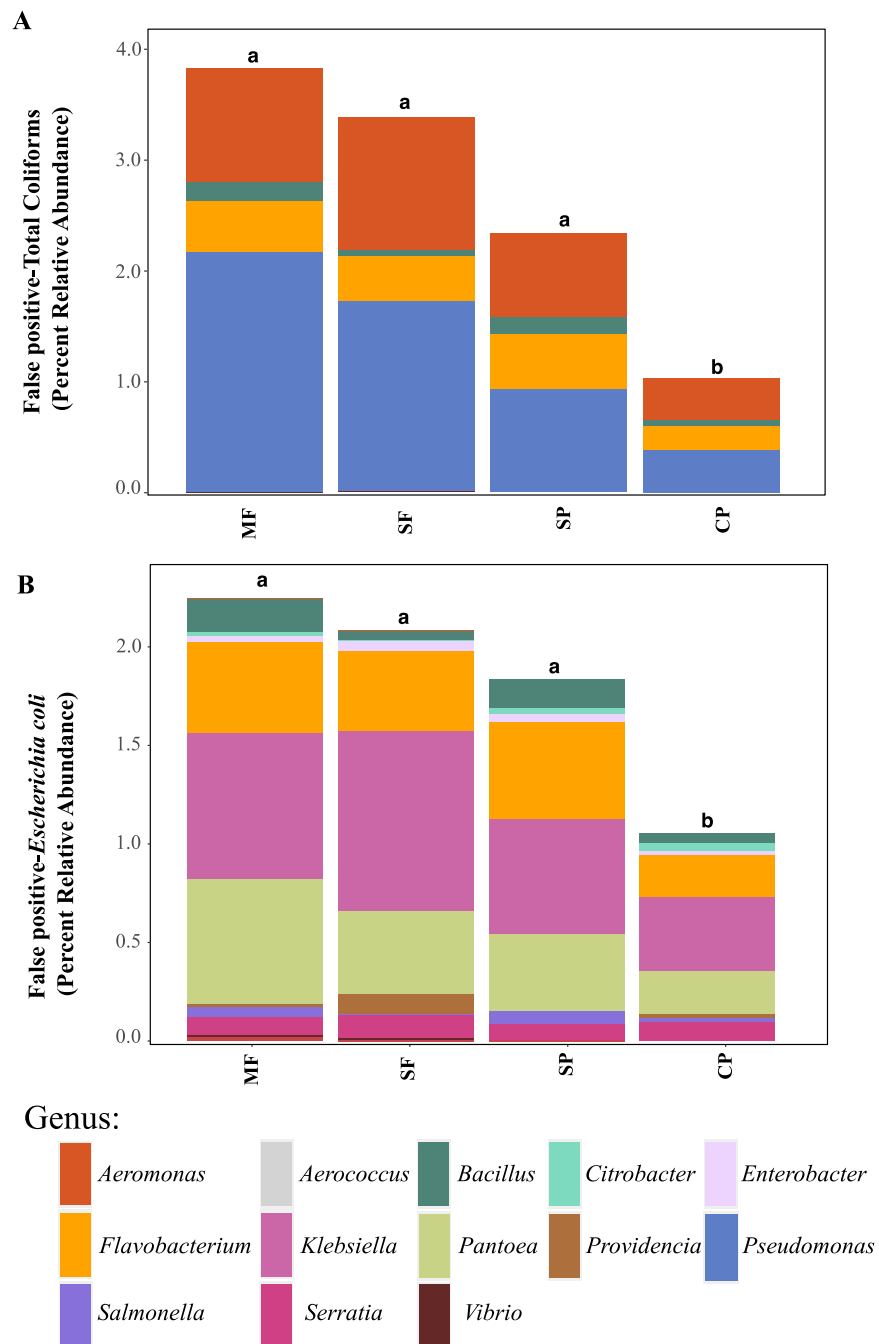 A
False positive-Total Coliforms
(Percent Relative Abundance)
4.0
3.0
2.0
1.0
0.0
a
a
a
b
MF
SF
SP
CP
B
False positive-Escherichia coli
(Percent Relative Abundance)
2.0
1.5
1.0
0.5
0.0
a
a
a
b
MF
SF
SP
CP
Genus:
Aeromonas Aerococcus Bacillus Citrobacter Enterobacter
Flavobacterium Klebsiella Pantoea Providencia Pseudomonas
Salmonella Serratia Vibrio